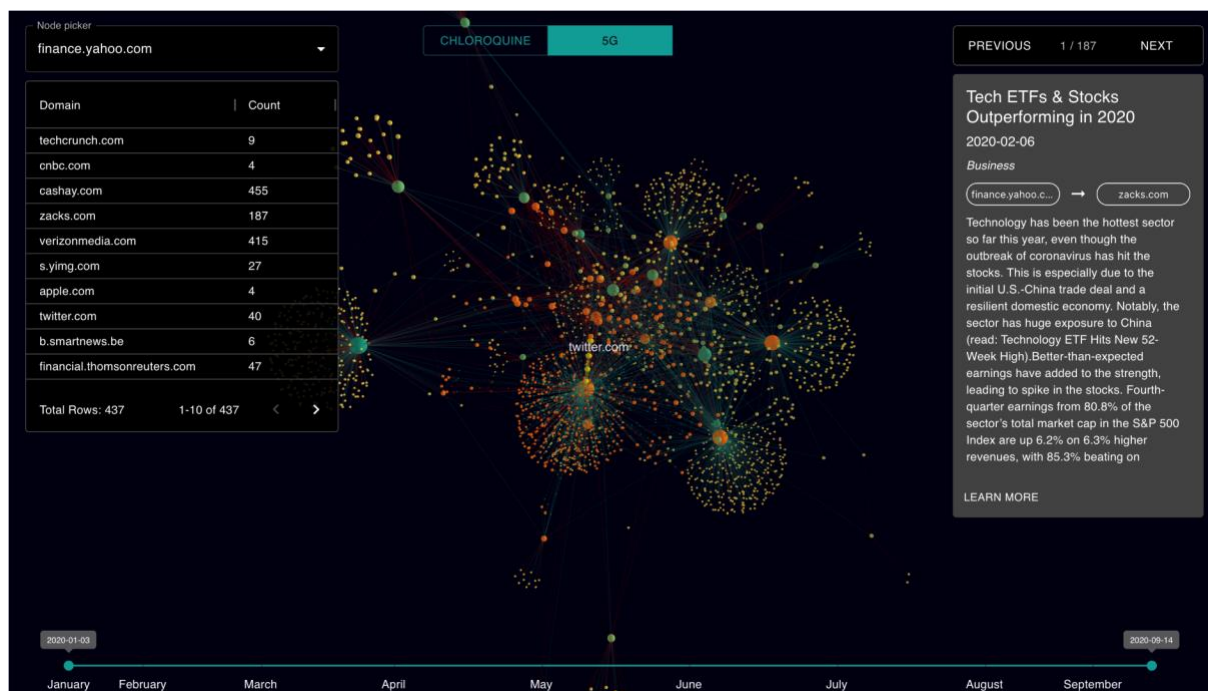 Node picker
finance.yahoo.com
Domain Count
techcrunch.com 9
cnbc.com 4
cashay.com 455
zacks.com 187
verizonmedia.com 415
s.yimg.com 27
apple.com 4
twitter.com 40
b.smartnews.be 6
financial.thomsonreuters.com 47
Total Rows: 437 1-10 of 437
CHLOROQUINE 5G
twitter.com
PREVIOUS 1 / 187 NEXT
Tech ETFs & Stocks
Outperforming in 2020
2020-02-06
Business
finance.yahoo.c... → zacks.com
Technology has been the hottest sector
so far this year, even though the
outbreak of coronavirus has hit the
stocks. This is especially due to the
initial U.S.-China trade deal and a
resilient domestic economy. Notably, the
sector has huge exposure to China
(read: Technology ETF Hits New 52-
Week High).Better-than-expected
earnings have added to the strength,
leading to spike in the stocks. Fourth-
quarter earnings from 80.8% of the
sector’s total market cap in the S&P 500
Index are up 6.2% on 6.3% higher
revenues, with 85.3% beating on
LEARN MORE
2020-01-03 2020-09-14
January February March April May June July August September